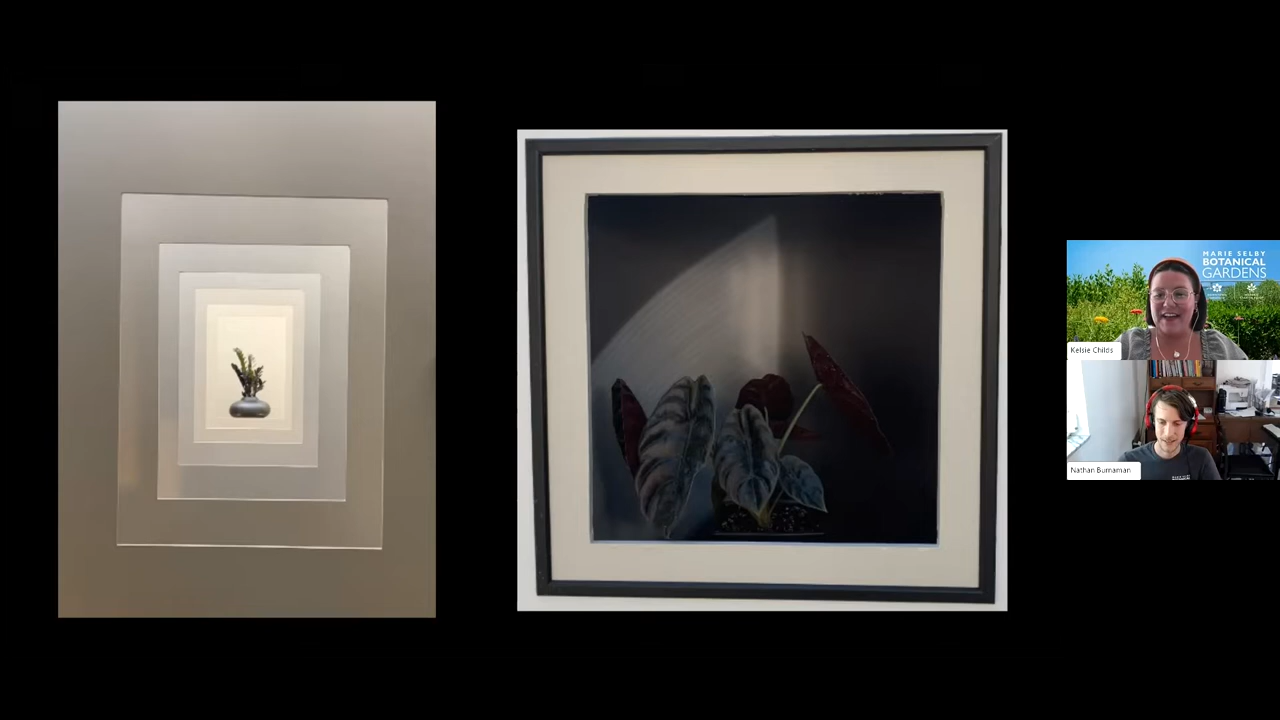 MARIE SELBY
BOTANICAL
GARDENS
Kelsie Childs
Nathan Burnaman